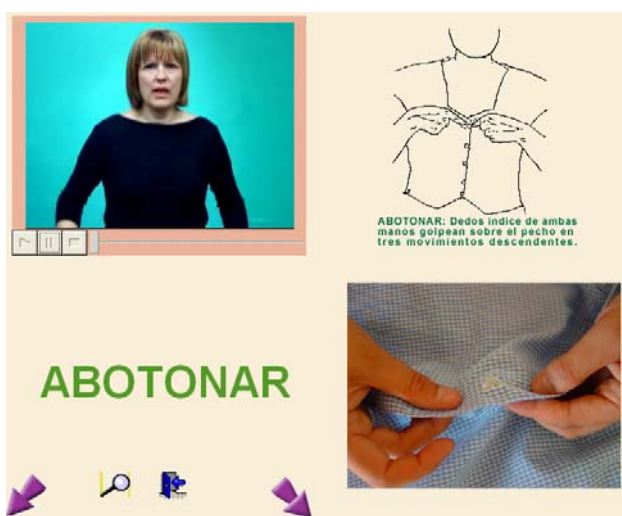 ABOTONAR: Dedos índice de ambas
manos golpean sobre el pecho en
tres movimientos descendentes.
ABOTONAR